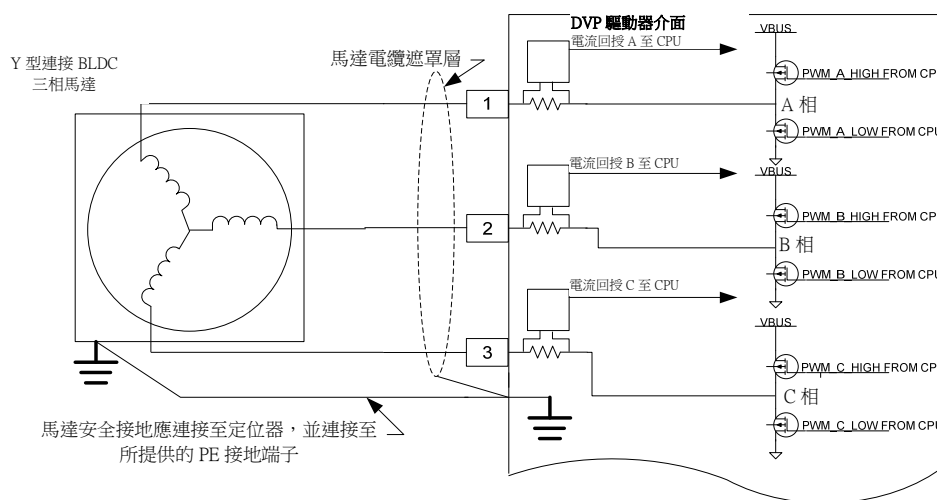 DVP 驅動器介面
電流回授 A 至 CPU
VBUS
Y 型連接 BLDC
三相馬達
馬達電纜遮罩層
PWM_A_HIGH FROM CP
1
A 相
PWM_A_LOW FROM CPU
電流回授 B 至 CPU
VBUS
PWM_B_HIGH FROM CP
2
B 相
PWM_B_LOW FROM CPU
電流回授 C 至 CPU
VBUS
3
PWM_C_HIGH FROM CP
C 相
PWM_C_LOW FROM CPU
馬達安全接地應連接至定位器，並連接至
所提供的 PE 接地端子